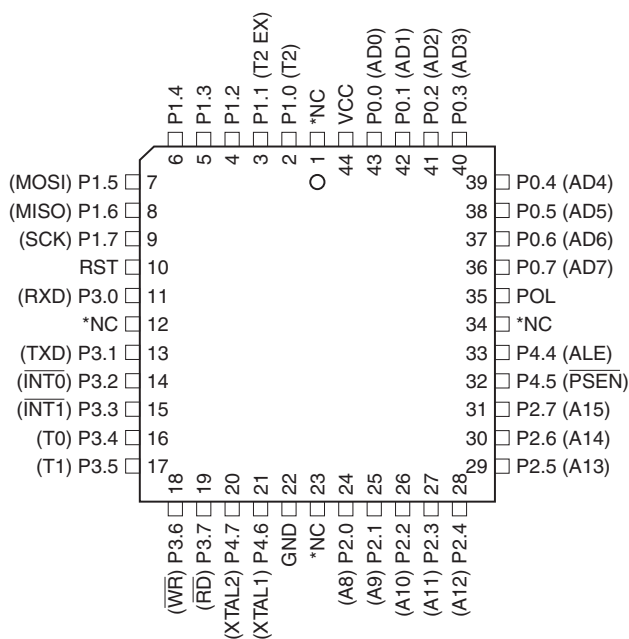 P1.4
P1.3
P1.2
P1.1 (T2 EX)
P1.0 (T2)
*NC
VCC
P0.0 (AD0)
P0.1 (AD1)
P0.2 (AD2)
P0.3 (AD3)
6
5
4
3
2
1
44
43
42
41
40
(MOSI) P1.5 7
(MISO) P1.6 8
(SCK) P1.7 9
RST 10
(RXD) P3.0 11
*NC 12
(TXD) P3.1 13
(INT0) P3.2 14
(INT1) P3.3 15
(T0) P3.4 16
(T1) P3.5 17
39 P0.4 (AD4)
38 P0.5 (AD5)
37 P0.6 (AD6)
36 P0.7 (AD7)
35 POL
34 *NC
33 P4.4 (ALE)
32 P4.5 (PSEN)
31 P2.7 (A15)
30 P2.6 (A14)
29 P2.5 (A13)
18
19
20
21
22
23
24
25
26
27
28
(WR) P3.6
(RD) P3.7
(XTAL2) P4.7
(XTAL1) P4.6
GND
*NC
(A8) P2.0
(A9) P2.1
(A10) P2.2
(A11) P2.3
(A12) P2.4